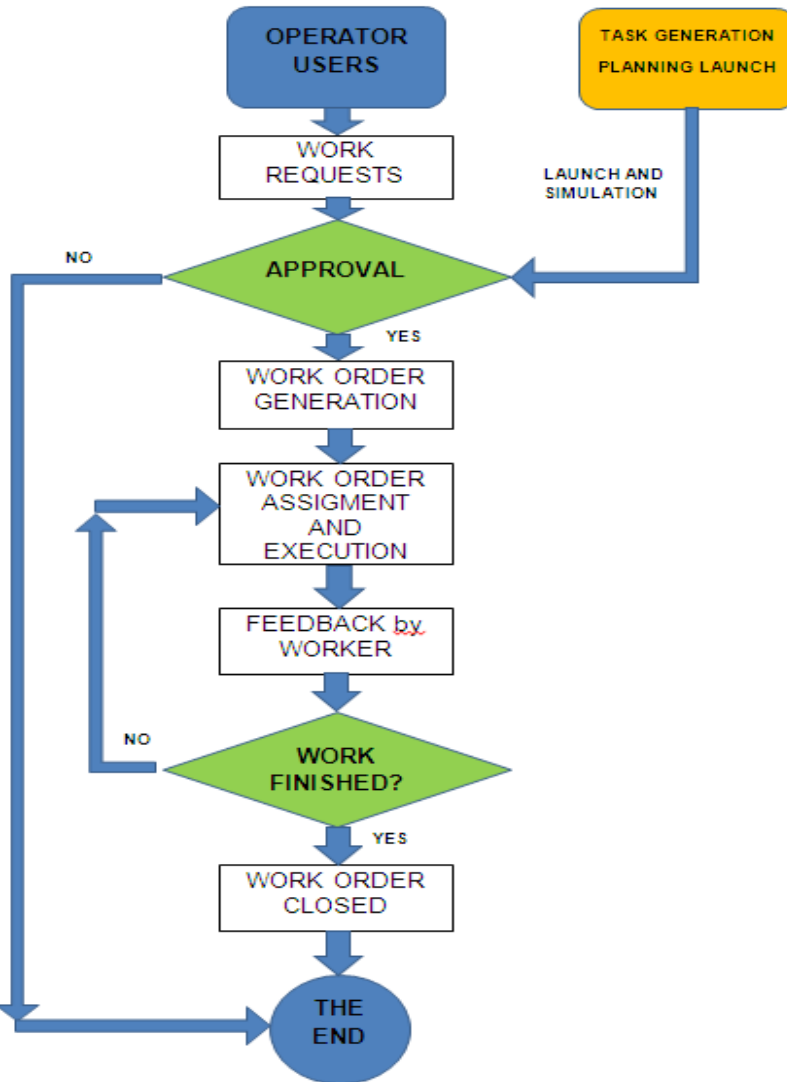 OPERATOR
USERS
TASK GENERATION
PLANNING LAUNCH
WORK
REQUESTS
LAUNCH AND
SIMULATION
NO
APPROVAL
YES
WORK ORDER
GENERATION
WORK ORDER
ASSIGMENT
AND
EXECUTION
FEEDBACK by
WORKER
NO
WORK
FINISHED?
YES
WORK ORDER
CLOSED
THE
END